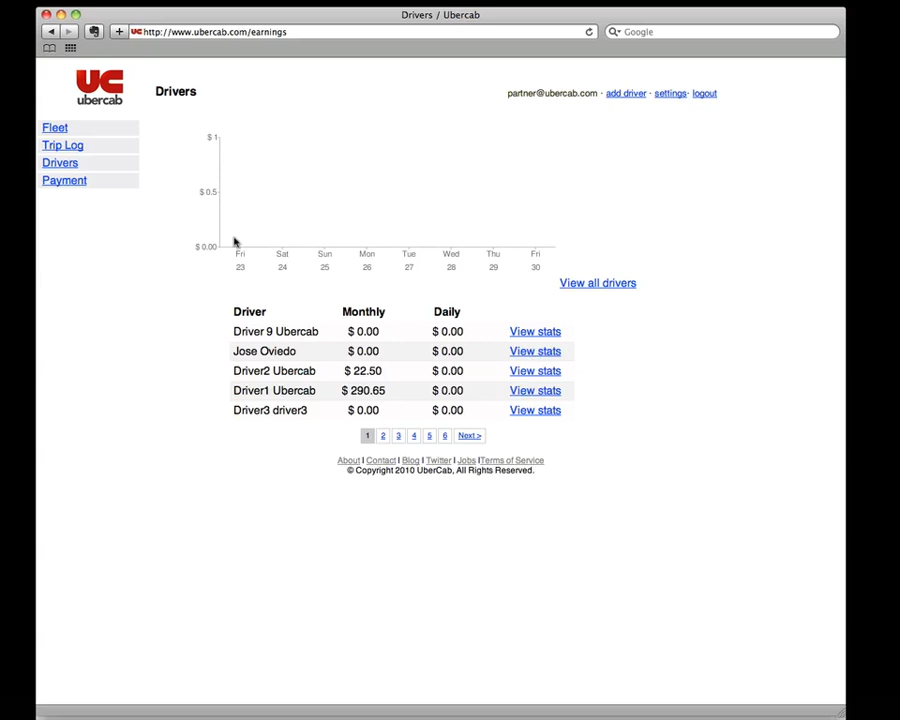 Drivers / Ubercab
UC http://www.ubercab.com/earnings
Google
UC
ubercab
Drivers
partner@ubercab.com · add driver · settings · logout
Fleet
Trip Log
Drivers
Payment
$ 1
$ 0.5
$ 0.00
Fri Sat Sun Mon Tue Wed Thu Fri
23 24 25 26 27 28 29 30
View all drivers
Driver Monthly Daily
Driver 9 Ubercab $ 0.00 $ 0.00 View stats
Jose Oviedo $ 0.00 $ 0.00 View stats
Driver2 Ubercab $ 22.50 $ 0.00 View stats
Driver1 Ubercab $ 290.65 $ 0.00 View stats
Driver3 driver3 $ 0.00 $ 0.00 View stats
1 2 3 4 5 6 Next >
About | Contact | Blog | Twitter | Jobs |Terms of Service
© Copyright 2010 UberCab, All Rights Reserved.